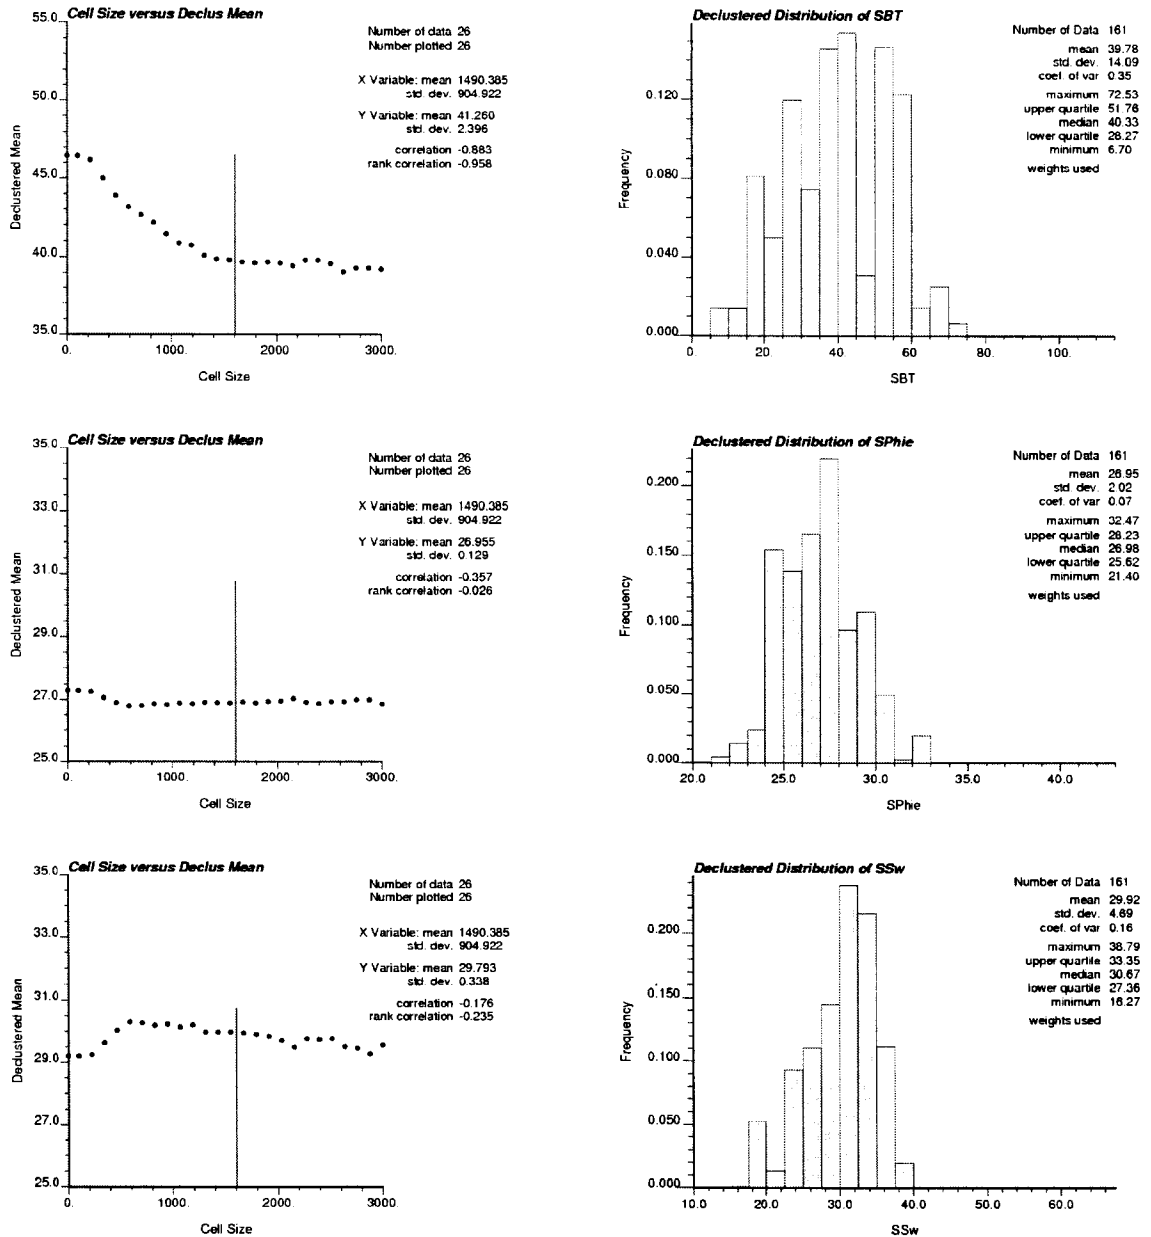 Cell Size versus Declus Mean
55.0
50.0
45.0
40.0
35.0
Declustered Mean
0.
1000.
2000.
3000.
Cell Size
Number of data 26
Number plotted 26
X Variable: mean 1490.385
std. dev. 904.922
Y Variable: mean 41.260
std. dev. 2.396
correlation -0.883
rank correlation -0.958
Declustered Distribution of SBT
Frequency
0.120
0.080
0.040
0.000
0.
20.
40.
60.
80.
100.
SBT
Number of Data 161
mean 39.78
std. dev. 14.09
coef. of var 0.35
maximum 72.53
upper quartile 51.76
median 40.33
lower quartile 28.27
minimum 6.70
weights used
Cell Size versus Declus Mean
35.0
33.0
31.0
29.0
27.0
25.0
Declustered Mean
0.
1000.
2000.
3000.
Cell Size
Number of data 26
Number plotted 26
X Variable: mean 1490.385
std. dev. 904.922
Y Variable: mean 26.955
std. dev. 0.129
correlation -0.357
rank correlation -0.026
Declustered Distribution of SPhie
Frequency
0.200
0.150
0.100
0.050
0.000
20.0
25.0
30.0
35.0
40.0
SPhie
Number of Data 161
mean 26.95
std. dev. 2.02
coef. of var 0.07
maximum 32.47
upper quartile 28.23
median 26.98
lower quartile 25.62
minimum 21.40
weights used
Cell Size versus Declus Mean
35.0
33.0
31.0
29.0
27.0
25.0
Declustered Mean
0.
1000.
2000.
3000.
Cell Size
Number of data 26
Number plotted 26
X Variable: mean 1490.385
std. dev. 904.922
Y Variable: mean 29.793
std. dev. 0.338
correlation -0.176
rank correlation -0.235
Declustered Distribution of SSw
Frequency
0.200
0.150
0.100
0.050
0.000
10.0
20.0
30.0
40.0
50.0
60.0
SSw
Number of Data 161
mean 29.92
std. dev. 4.69
coef. of var 0.16
maximum 38.79
upper quartile 33.35
median 30.67
lower quartile 27.36
minimum 16.27
weights used